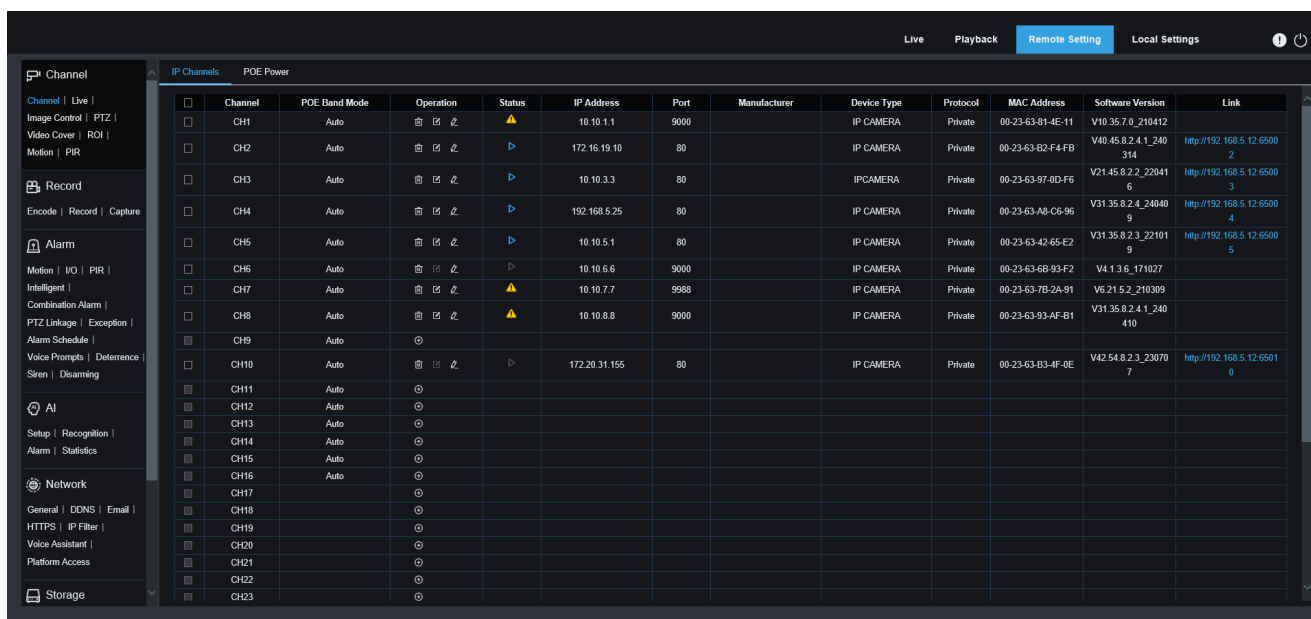 Live Playback Remote Setting Local Settings
Channel
Channel | Live |
Image Control | PTZ |
Video Cover | ROI |
Motion | PIR
Record
Encode | Record | Capture
Alarm
Motion | I/O | PIR |
Intelligent |
Combination Alarm |
PTZ Linkage | Exception |
Alarm Schedule |
Voice Prompts | Deterrence |
Siren | Disarming
AI
Setup | Recognition |
Alarm | Statistics
Network
General | DDNS | Email |
HTTPS | IP Filter |
Voice Assistant |
Platform Access
Storage
IP Channels POE Power
Channel POE Band Mode Operation Status IP Address Port Manufacturer Device Type Protocol MAC Address Software Version Link
CH1 Auto 10.10.1.1 9000 IP CAMERA Private 00-23-63-81-4E-11 V10.35.7.0_210412
CH2 Auto 172.16.19.10 80 IP CAMERA Private 00-23-63-B2-F4-FB V40.45.8.2.4.1_240 http://192.168.5.12:6500
314 2
CH3 Auto 10.10.3.3 80 IPCAMERA Private 00-23-63-97-0D-F6 V21.45.8.2.2_22041 http://192.168.5.12:6500
6 3
CH4 Auto 192.168.5.25 80 IP CAMERA Private 00-23-63-A8-C6-96 V31.35.8.2.4_24040 http://192.168.5.12:6500
9 4
CH5 Auto 10.10.5.1 80 IP CAMERA Private 00-23-63-42-65-E2 V31.35.8.2.3_22101 http://192.168.5.12:6500
9 5
CH6 Auto 10.10.6.6 9000 IP CAMERA Private 00-23-63-6B-93-F2 V4.1.3.6_171027
CH7 Auto 10.10.7.7 9988 IP CAMERA Private 00-23-63-7B-2A-91 V6.21.5.2_210309
CH8 Auto 10.10.8.8 9000 IP CAMERA Private 00-23-63-93-AF-B1 V31.35.8.2.4.1_240
410
CH9 Auto
CH10 Auto 172.20.31.155 80 IP CAMERA Private 00-23-63-B3-4F-0E V42.54.8.2.3_23070 http://192.168.5.12:6501
7 0
CH11 Auto
CH12 Auto
CH13 Auto
CH14 Auto
CH15 Auto
CH16 Auto
CH17
CH18
CH19
CH20
CH21
CH22
CH23